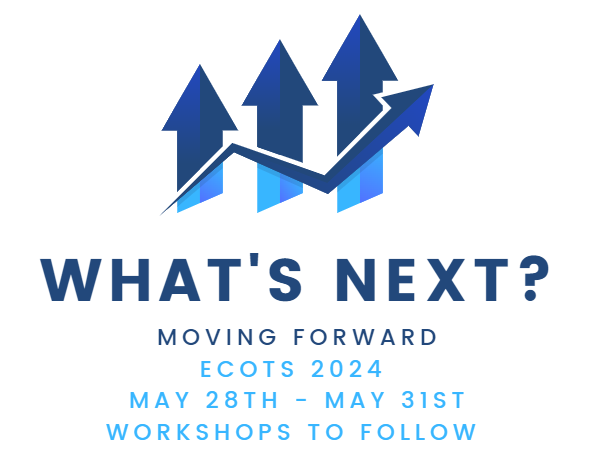 WHAT'S NEXT?
MOVING FORWARD
ECOTS 2024
MAY 28TH - MAY 31ST
WORKSHOPS TO FOLLOW